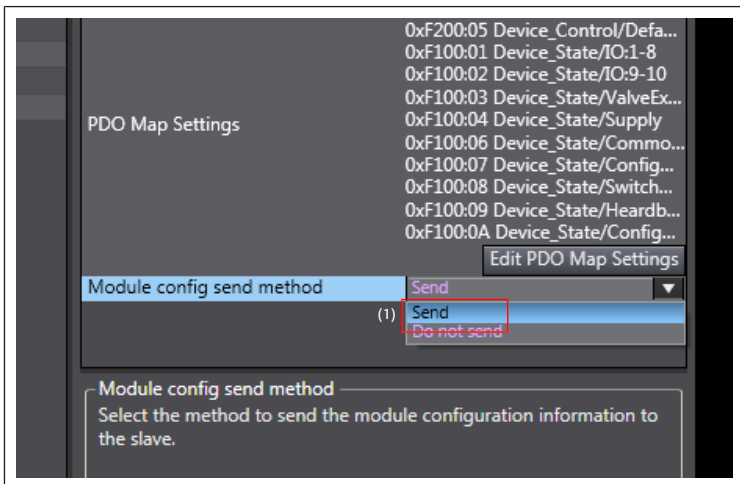 0xF200:05 Device_Control/Defa...
0xF100:01 Device_State/IO:1-8
0xF100:02 Device_State/IO:9-10
0xF100:03 Device_State/ValveEx...
PDO Map Settings
0xF100:04 Device_State/Supply
0xF100:06 Device_State/Commo...
0xF100:07 Device_State/Config...
0xF100:08 Device_State/Switch...
0xF100:09 Device_State/Heardb...
0xF100:0A Device_State/Config...
Edit PDO Map Settings
Module config send method Send
(1) Send
Do not send
Module config send method
Select the method to send the module configuration information to
the slave.